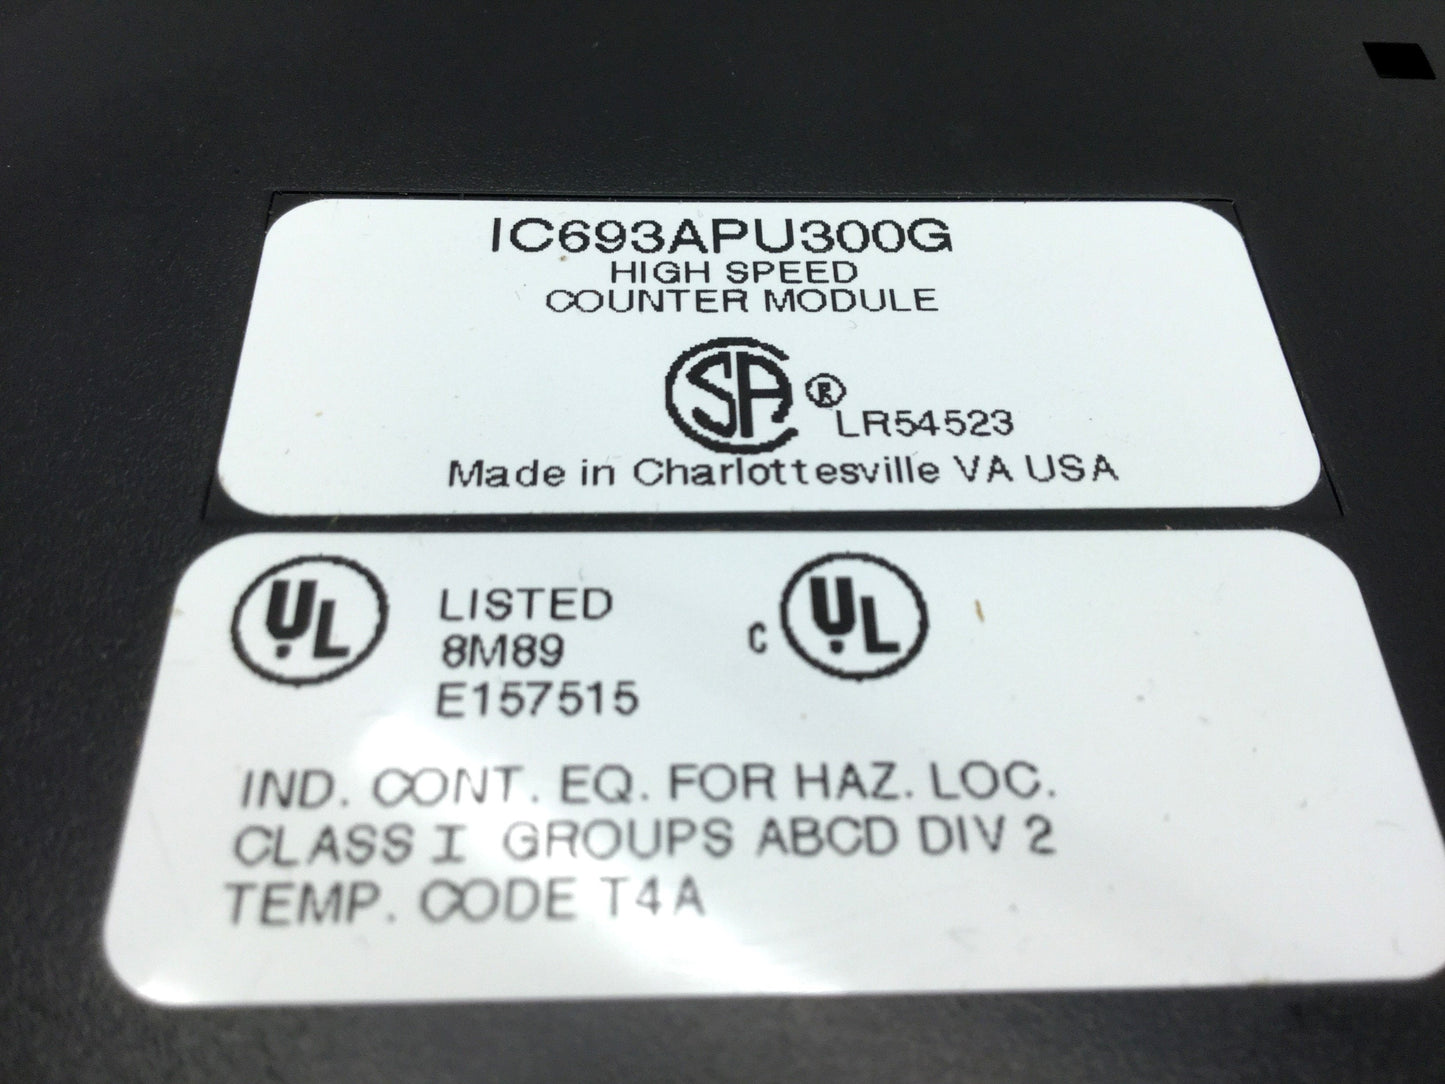 IC693APU300G
HIGH SPEED
COUNTER MODULE
SA ®
LR54523
Made in Charlottesville VA USA
UL
LISTED
8M89
E157515
C UL
IND. CONT. EQ. FOR HAZ. LOC.
CLASS I GROUPS ABCD DIV 2
TEMP. CODE T4A